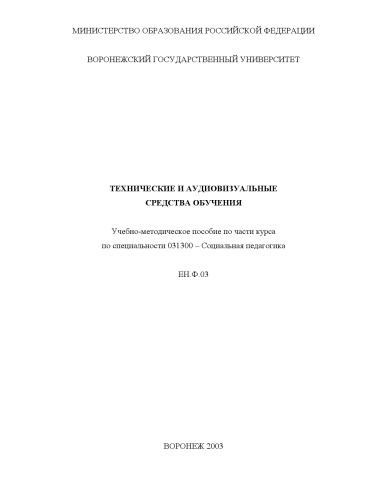 МИНИСТЕРСТВО ОБРАЗОВАНИЯ РОССИЙСКОЙ ФЕДЕРАЦИИ
ВОРОНЕЖСКИЙ ГОСУДАРСТВЕННЫЙ УНИВЕРСИТЕТ
ТЕХНИЧЕСКИЕ И АУДИОВИЗУАЛЬНЫЕ
СРЕДСТВА ОБУЧЕНИЯ
Учебно-методическое пособие по части курса
по специальности 031300 – Социальная педагогика
ЕН.Ф.03
ВОРОНЕЖ 2003